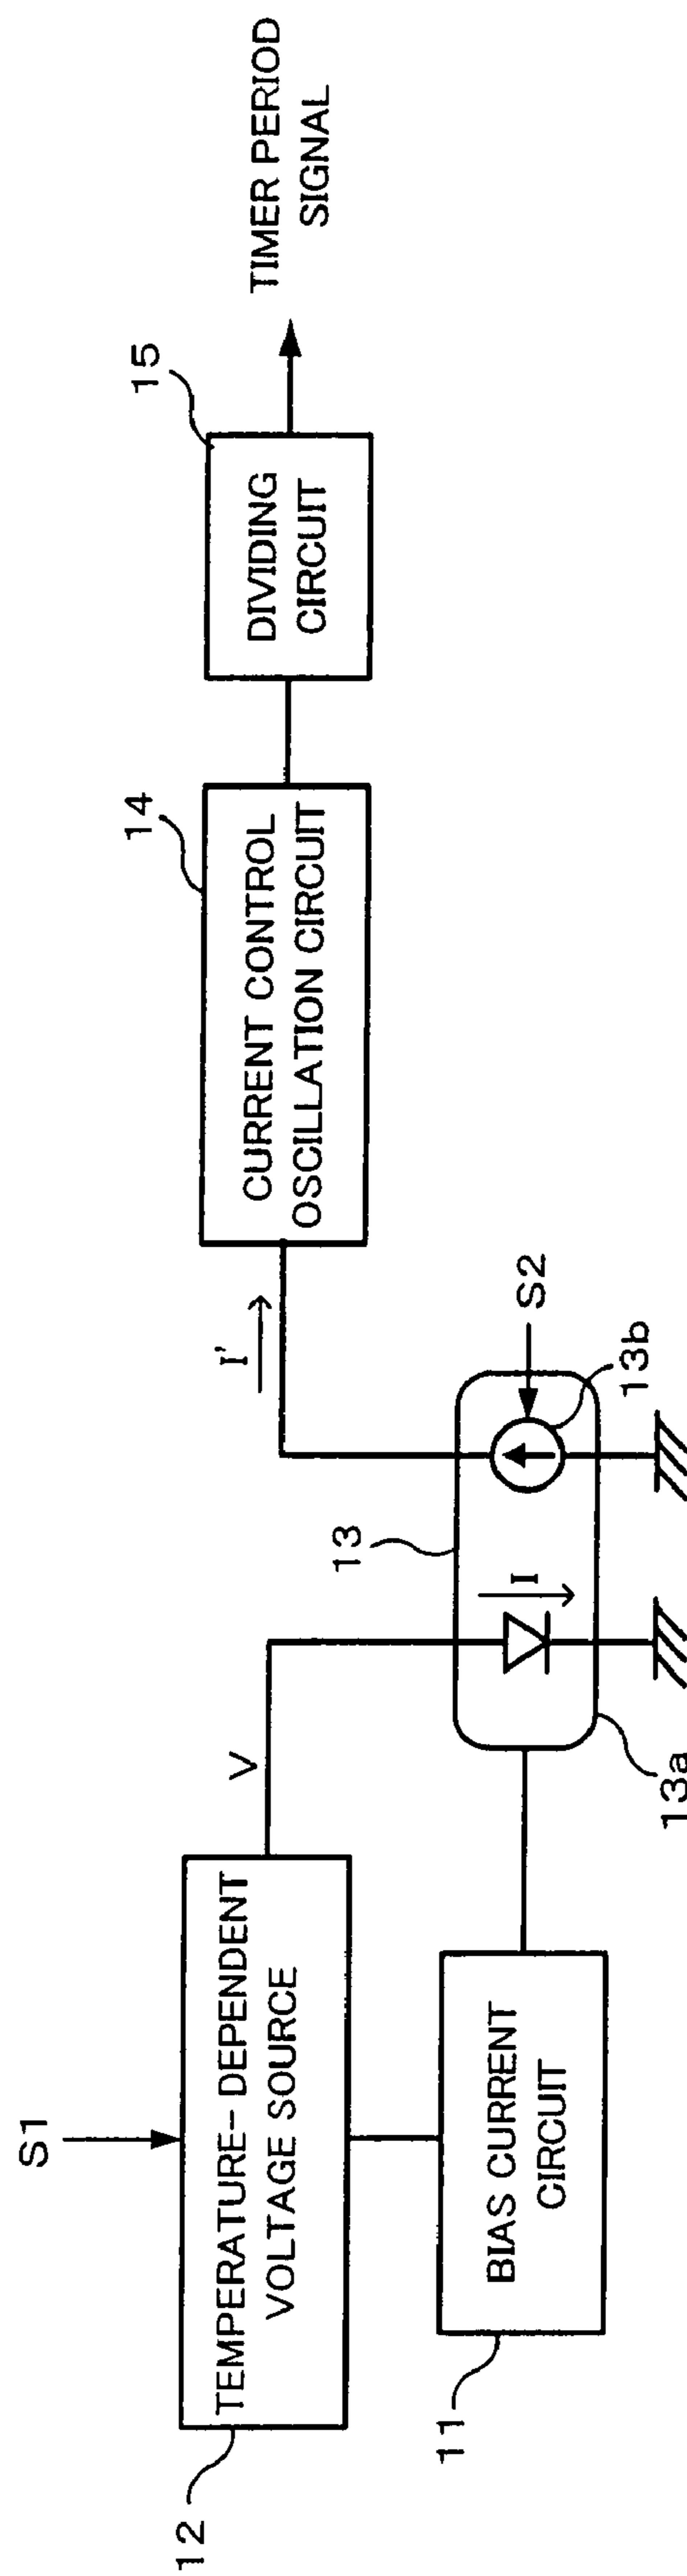 S1
12
TEMPERATURE-DEPENDENT
VOLTAGE SOURCE
V
11
BIAS CURRENT
CIRCUIT
13
I
13a
S2
13b
I'
14
CURRENT CONTROL
OSCILLATION CIRCUIT
15
DIVIDING
CIRCUIT
TIMER PERIOD
SIGNAL